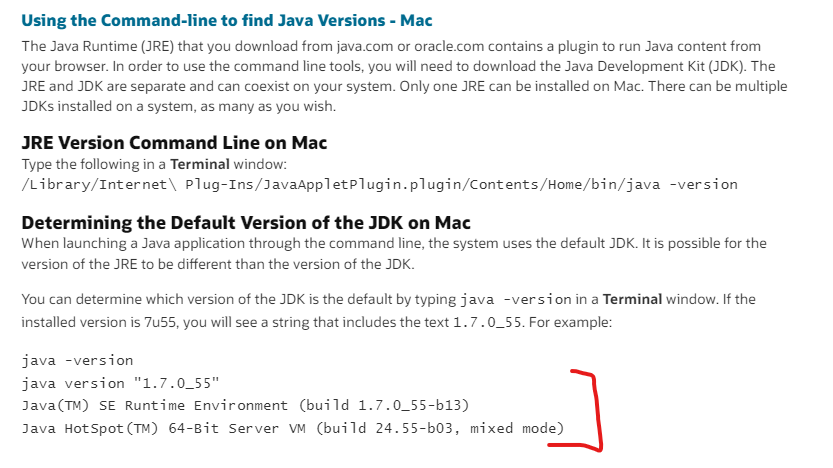 Using the Command-line to find Java Versions - Mac
The Java Runtime (JRE) that you download from java.com or oracle.com contains a plugin to run Java content from
your browser. In order to use the command line tools, you will need to download the Java Development Kit (JDK). The
JRE and JDK are separate and can coexist on your system. Only one JRE can be installed on Mac. There can be multiple
JDKs installed on a system, as many as you wish.
JRE Version Command Line on Mac
Type the following in a Terminal window:
/Library/Internet\ Plug-Ins/JavaAppletPlugin.plugin/Contents/Home/bin/java -version
Determining the Default Version of the JDK on Mac
When launching a Java application through the command line, the system uses the default JDK. It is possible for the
version of the JRE to be different than the version of the JDK.
You can determine which version of the JDK is the default by typing java -version in a Terminal window. If the
installed version is 7u55, you will see a string that includes the text 1.7.0_55. For example:
java -version
java version "1.7.0_55"
Java(TM) SE Runtime Environment (build 1.7.0_55-b13)
Java HotSpot(TM) 64-Bit Server VM (build 24.55-b03, mixed mode)